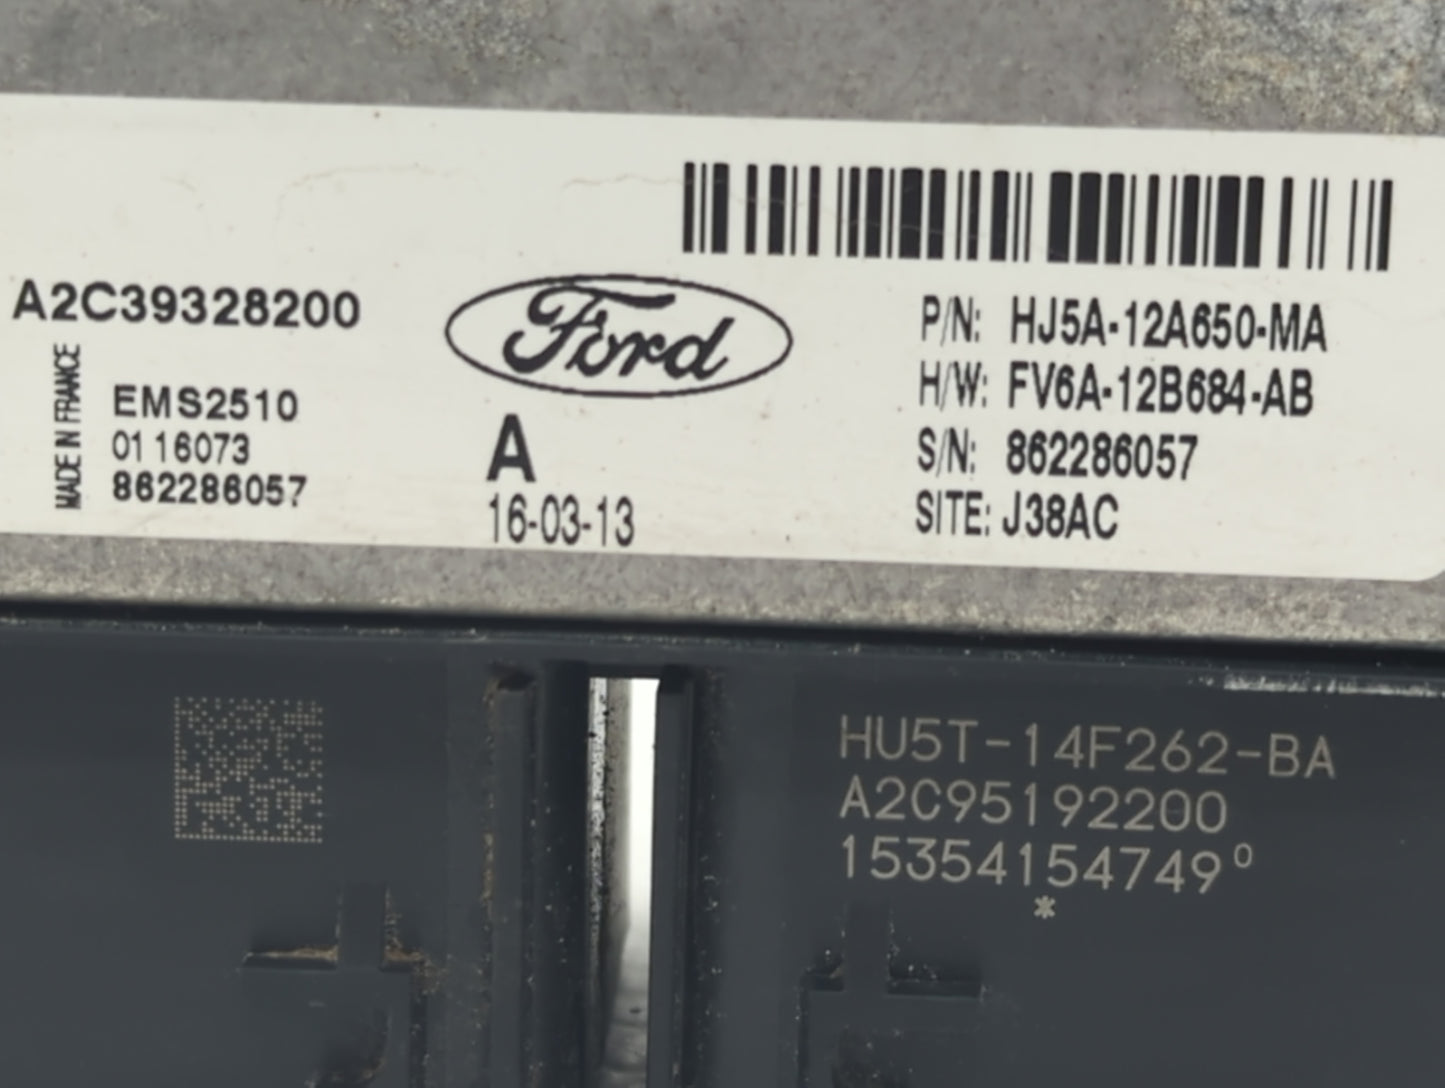 A2C39328200
MADE IN FRANCE
EMS2510
01 16073
862286057
Ford
A
16-03-13
P/N: HJ5A-12A650-MA
H/W: FV6A-12B684-AB
S/N: 862286057
SITE: J38AC
HU5T-14F262-BA
A2C95192200
15354154749⁰
*